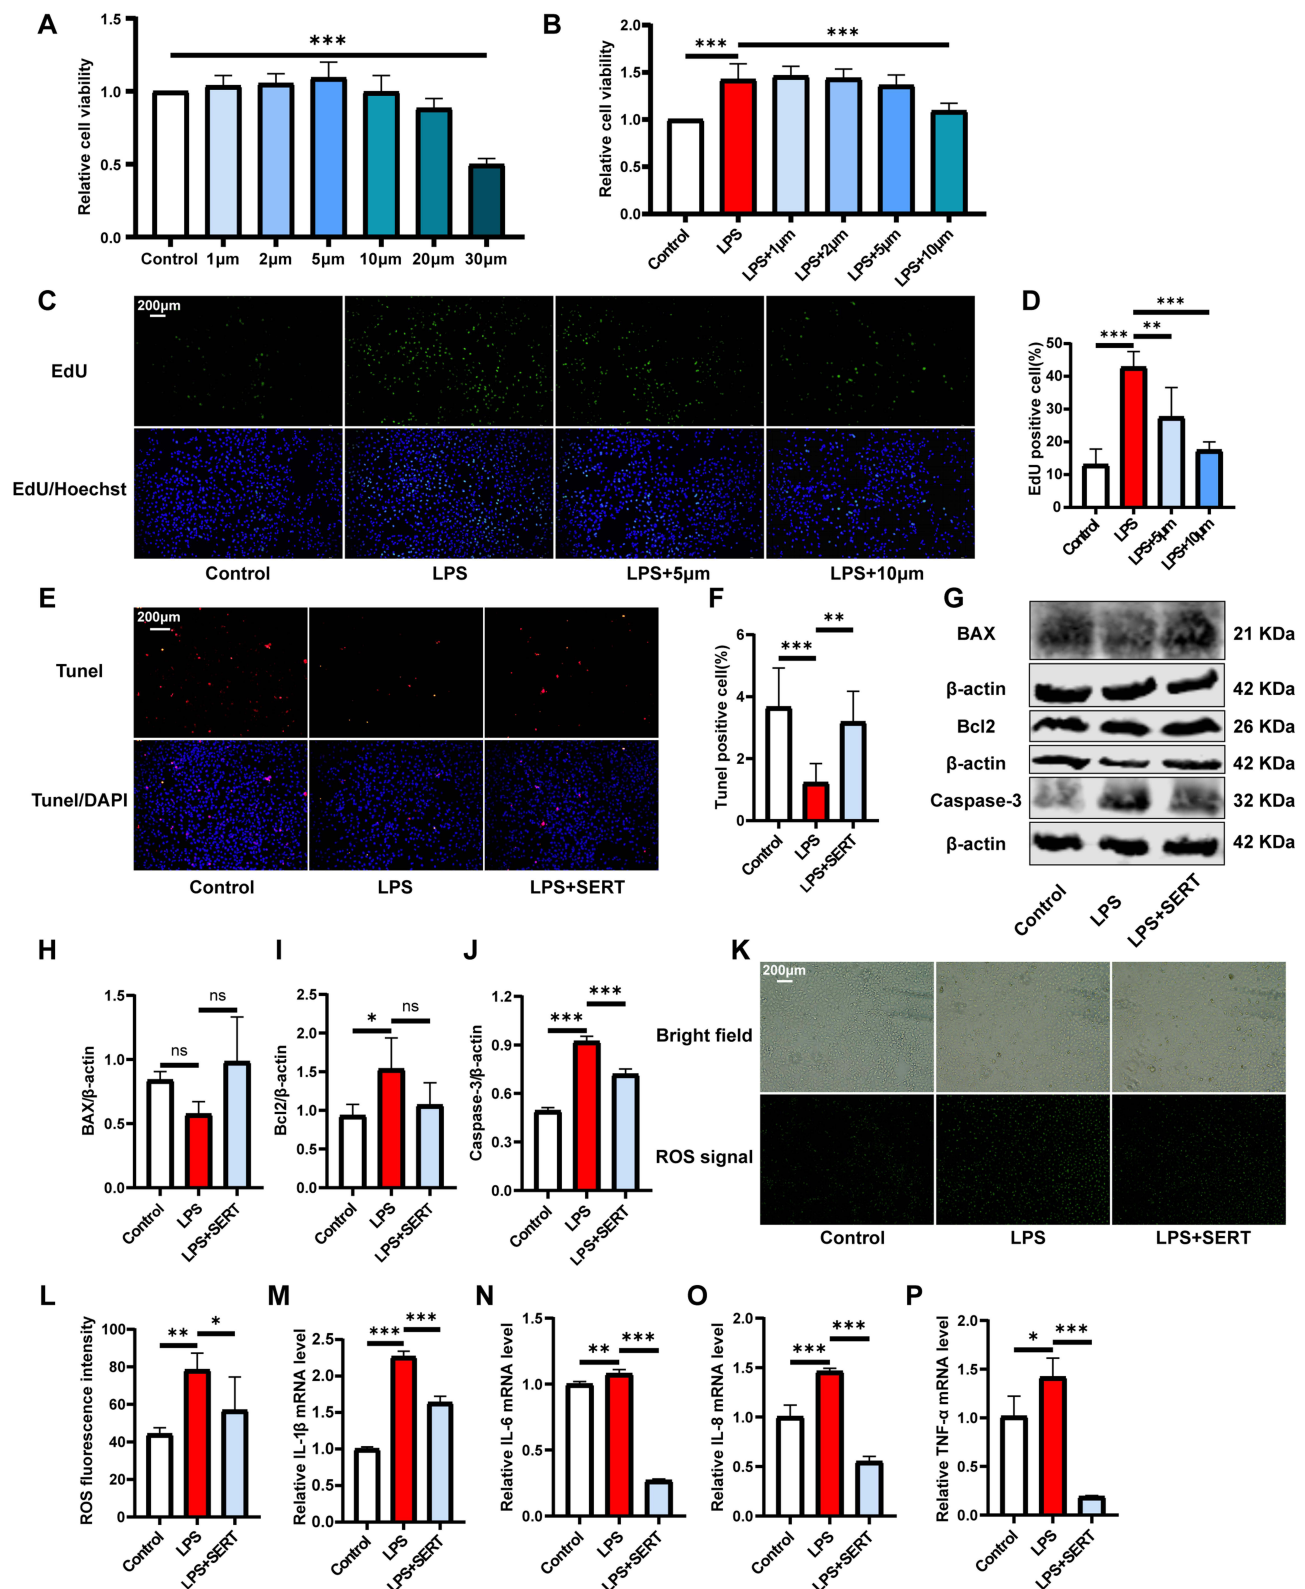 A
Relative cell viability
1.5
1.0
0.5
0.0
***
Control 1μm 2μm 5μm 10μm 20μm 30μm
B
Relative cell viability
2.0
1.5
1.0
0.5
0.0
*** ***
Control LPS LPS+1μm LPS+2μm LPS+5μm LPS+10μm
C
200μm
EdU
EdU/Hoechst
Control LPS LPS+5μm LPS+10μm
D
EdU positive cell(%)
50
40
30
20
10
0
***
*** **
Control LPS LPS+5μm LPS+10μm
E
200μm
Tunel
Tunel/DAPI
Control LPS LPS+SERT
F
Tunel positive cell(%)
6
4
2
0
*** **
Control LPS LPS+SERT
G
BAX 21 KDa
β-actin 42 KDa
Bcl2 26 KDa
β-actin 42 KDa
Caspase-3 32 KDa
β-actin 42 KDa
Control LPS LPS+SERT
H
BAX/β-actin
1.5
1.0
0.5
0.0
ns ns
Control LPS LPS+SERT
I
Bcl2/β-actin
2.5
2.0
1.5
1.0
0.5
0.0
* ns
Control LPS LPS+SERT
J
Caspase-3/β-actin
1.2
0.9
0.6
0.3
0.0
*** ***
Control LPS LPS+SERT
K
200μm
Bright field
ROS signal
Control LPS LPS+SERT
L
ROS fluorescence intensity
100
80
60
40
20
0
** *
Control LPS LPS+SERT
M
Relative IL-1β mRNA level
2.5
2.0
1.5
1.0
0.5
0.0
*** ***
Control LPS LPS+SERT
N
Relative IL-6 mRNA level
1.5
1.0
0.5
0.0
** ***
Control LPS LPS+SERT
O
Relative IL-8 mRNA level
2.0
1.5
1.0
0.5
0.0
*** ***
Control LPS LPS+SERT
P
Relative TNF-α mRNA level
2.0
1.5
1.0
0.5
0.0
* ***
Control LPS LPS+SERT